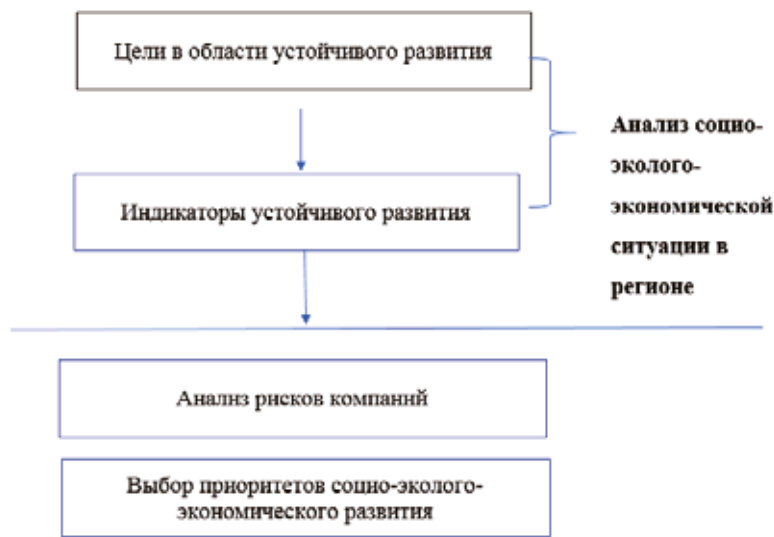 Цели в области устойчивого развития
Индикаторы устойчивого развития
Анализ социо-
эколого-
экономической
ситуации в
регионе
Анализ рисков компаний
Выбор приоритетов социо-эколого-
экономического развития